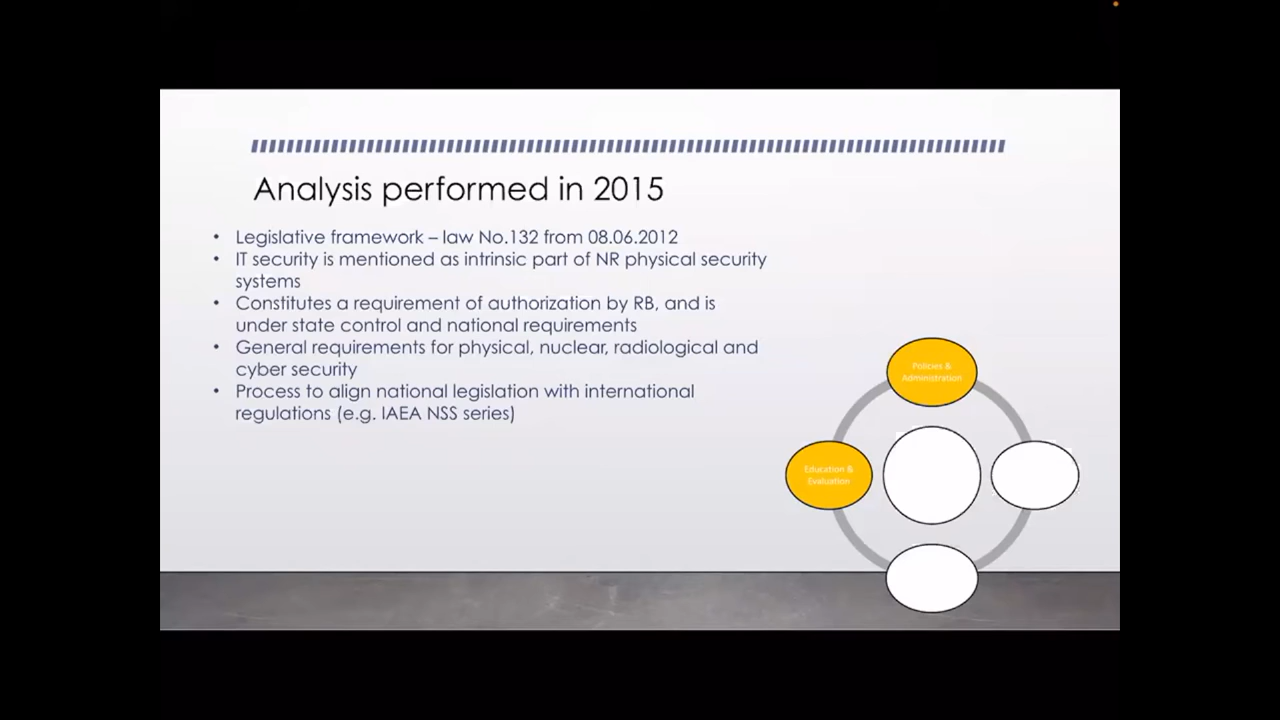 Analysis performed in 2015
• Legislative framework – law No.132 from 08.06.2012
• IT security is mentioned as intrinsic part of NR physical security
systems
• Constitutes a requirement of authorization by RB, and is
under state control and national requirements
• General requirements for physical, nuclear, radiological and
cyber security
• Process to align national legislation with international
regulations (e.g. IAEA NSS series)
Policies &
Administration
Education &
Evaluation